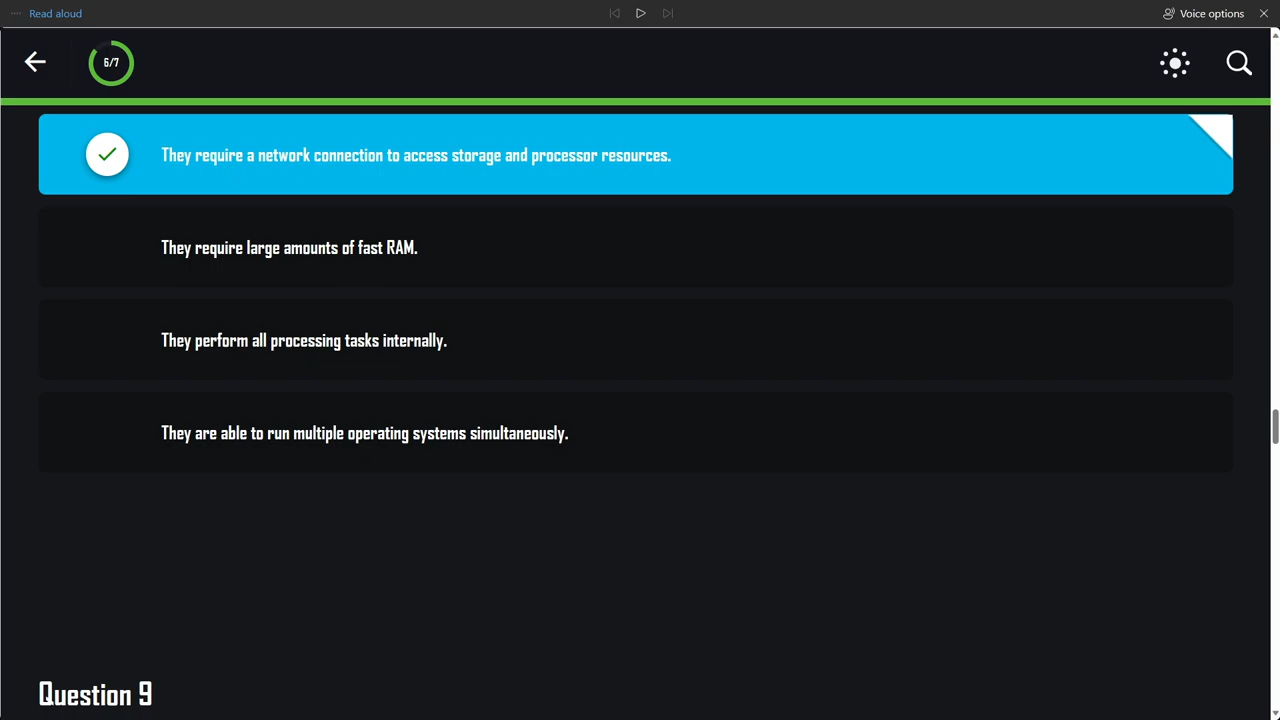 Read aloud
Voice options
6/7
They require a network connection to access storage and processor resources.
They require large amounts of fast RAM.
They perform all processing tasks internally.
They are able to run multiple operating systems simultaneously.
Question 9